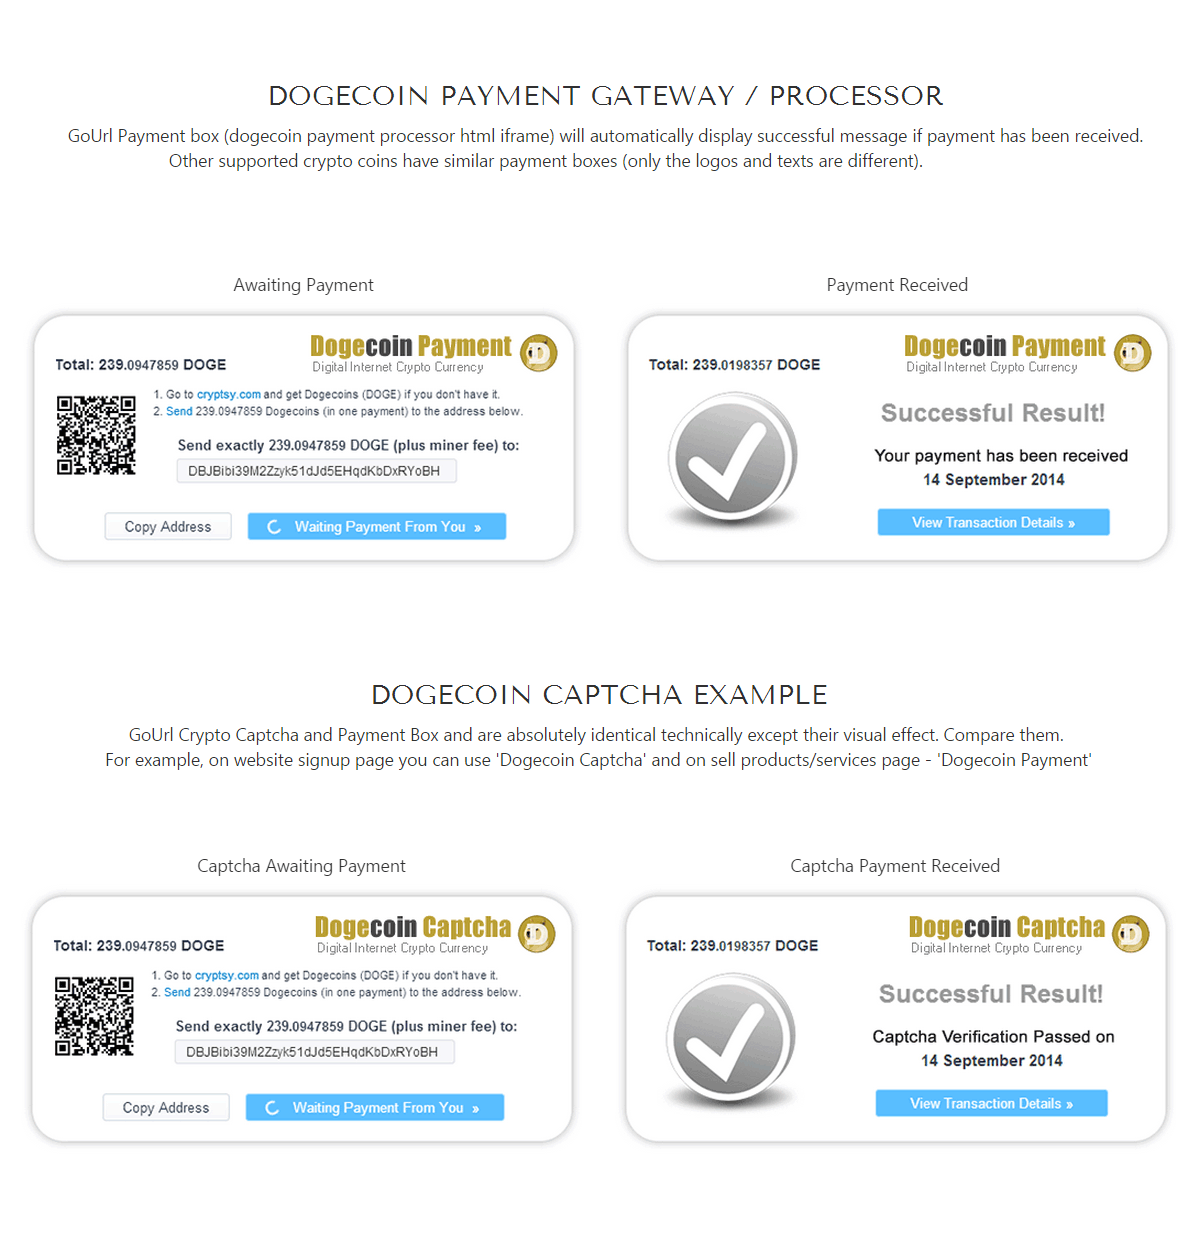 DOGECOIN PAYMENT GATEWAY / PROCESSOR
GoUrl Payment box (dogecoin payment processor html iframe) will automatically display successful message if payment has been received.
Other supported crypto coins have similar payment boxes (only the logos and texts are different).
Awaiting Payment
Dogecoin Payment
Digital Internet Crypto Currency
Total: 239.0947859 DOGE
1. Go to cryptsy.com and get Dogecoins (DOGE) if you don't have it.
2. Send 239.0947859 Dogecoins (in one payment) to the address below.
Send exactly 239.0947859 DOGE (plus miner fee) to:
DBJBibi39M2Zzyk51dJd5EHqdKbDxRYoBH
Copy Address
Waiting Payment From You »
Payment Received
Dogecoin Payment
Digital Internet Crypto Currency
Total: 239.0198357 DOGE
Successful Result!
Your payment has been received
14 September 2014
View Transaction Details »
DOGECOIN CAPTCHA EXAMPLE
GoUrl Crypto Captcha and Payment Box and are absolutely identical technically except their visual effect. Compare them.
For example, on website signup page you can use 'Dogecoin Captcha' and on sell products/services page - 'Dogecoin Payment'
Captcha Awaiting Payment
Dogecoin Captcha
Digital Internet Crypto Currency
Total: 239.0947859 DOGE
1. Go to cryptsy.com and get Dogecoins (DOGE) if you don't have it.
2. Send 239.0947859 Dogecoins (in one payment) to the address below.
Send exactly 239.0947859 DOGE (plus miner fee) to:
DBJBibi39M2Zzyk51dJd5EHqdKbDxRYoBH
Copy Address
Waiting Payment From You »
Captcha Payment Received
Dogecoin Captcha
Digital Internet Crypto Currency
Total: 239.0198357 DOGE
Successful Result!
Captcha Verification Passed on
14 September 2014
View Transaction Details »